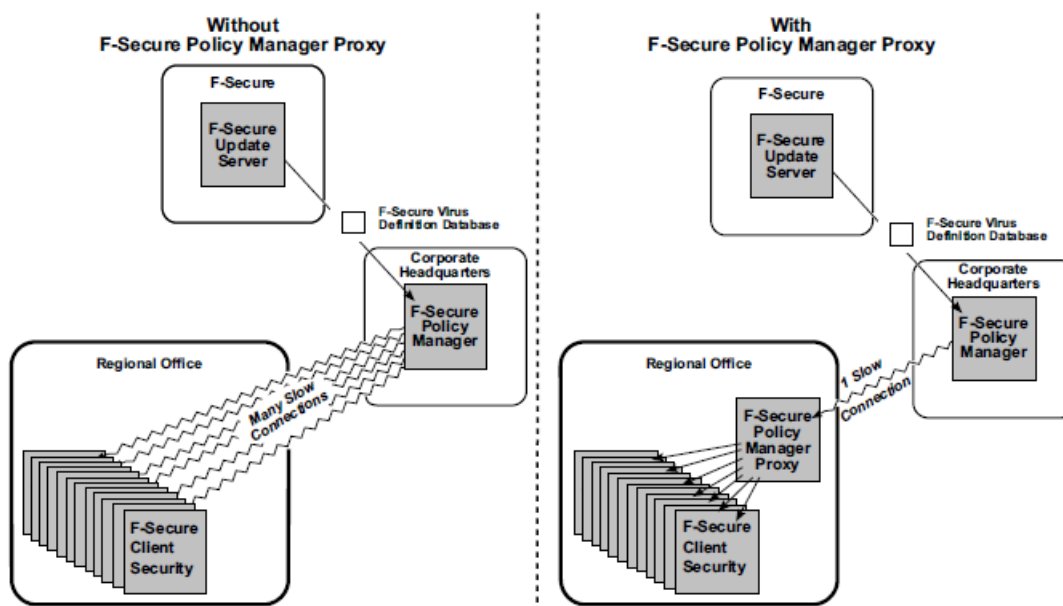 Without
F-Secure Policy Manager Proxy
F-Secure
F-Secure
Update
Server
F-Secure Virus
Definition Database
Corporate
Headquarters
F-Secure
Policy
Manager
Regional Office
Many Slow
Connections
F-Secure
Client
Security
With
F-Secure Policy Manager Proxy
F-Secure
F-Secure
Update
Server
F-Secure Virus
Definition Database
Corporate
Headquarters
F-Secure
Policy
Manager
Regional Office
1 Slow
Connection
F-Secure
Policy
Manager
Proxy
F-Secure
Client
Security